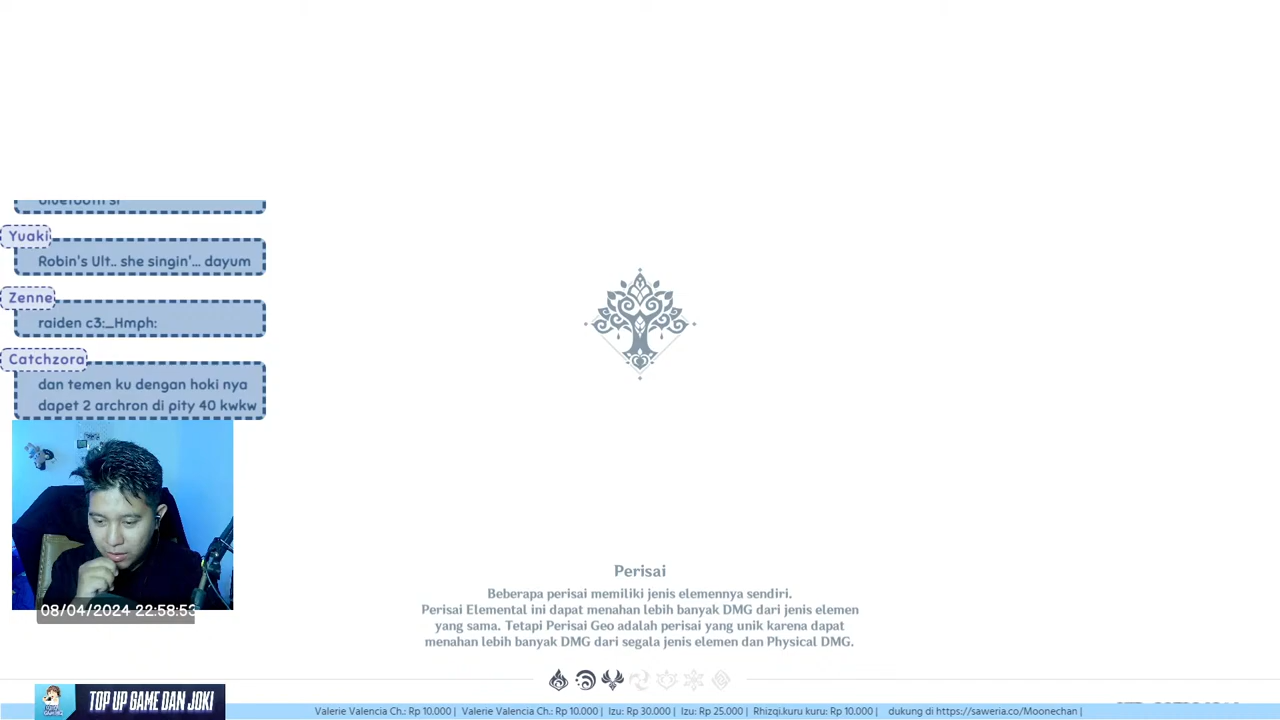 bluetooth si
Yuaki
Robin's Ult.. she singin'... dayum
Zenne
raiden c3:_Hmph:
Catchzora
dan temen ku dengan hoki nya
dapet 2 archron di pity 40 kwkw
08/04/2024 22:58:53
Perisai
Beberapa perisai memiliki jenis elemennya sendiri.
Perisai Elemental ini dapat menahan lebih banyak DMG dari jenis elemen
yang sama. Tetapi Perisai Geo adalah perisai yang unik karena dapat
menahan lebih banyak DMG dari segala jenis elemen dan Physical DMG.
TOP UP GAME DAN JOKI
Valerie Valencia Ch.: Rp 10.000 | Valerie Valencia Ch.: Rp 10.000 | Izu: Rp 30.000 | Izu: Rp 25.000 | Rhizqi.kuru kuru: Rp 10.000 | dukung di https://saweria.co/Moonechan |